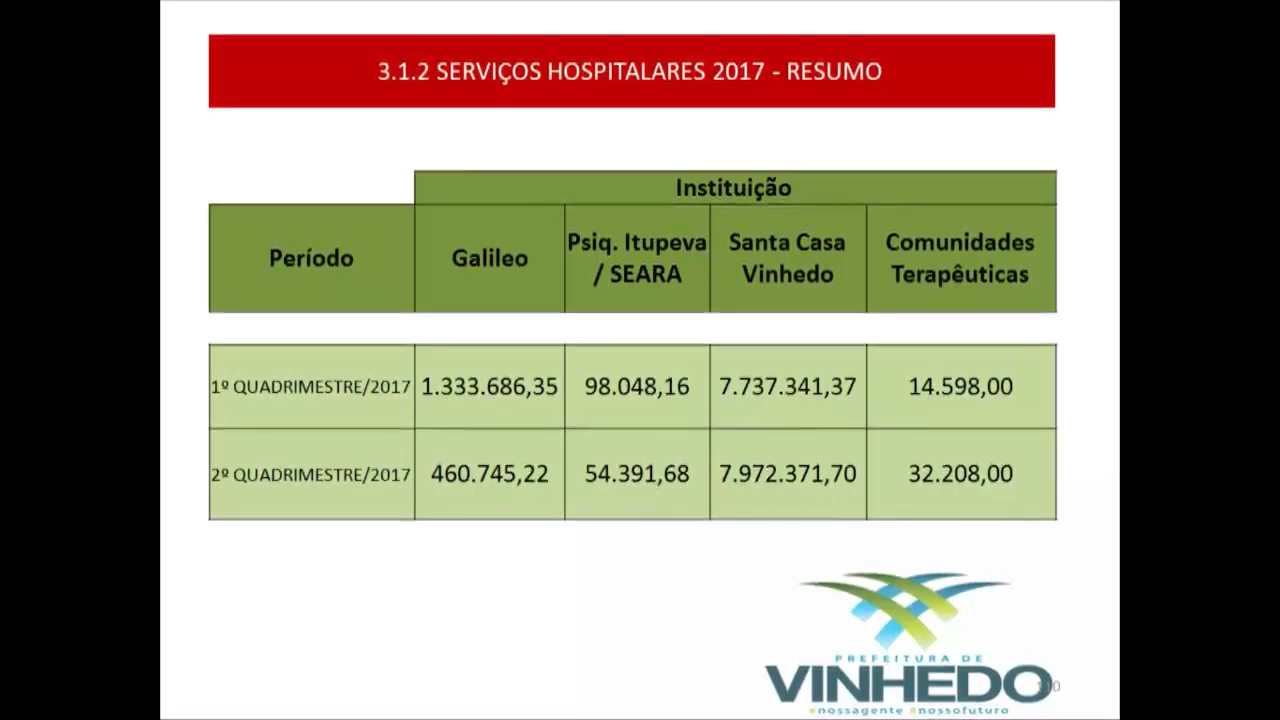 3.1.2 SERVIÇOS HOSPITALARES 2017 - RESUMO
Instituição
Período Galileo Psiq. Itupeva / SEARA Santa Casa Vinhedo Comunidades Terapêuticas
1º QUADRIMESTRE/2017 1.333.686,35 98.048,16 7.737.341,37 14.598,00
2º QUADRIMESTRE/2017 460.745,22 54.391,68 7.972.371,70 32.208,00
PREFEITURA DE
VINHEDO
110
#nossagente #nossofuturo